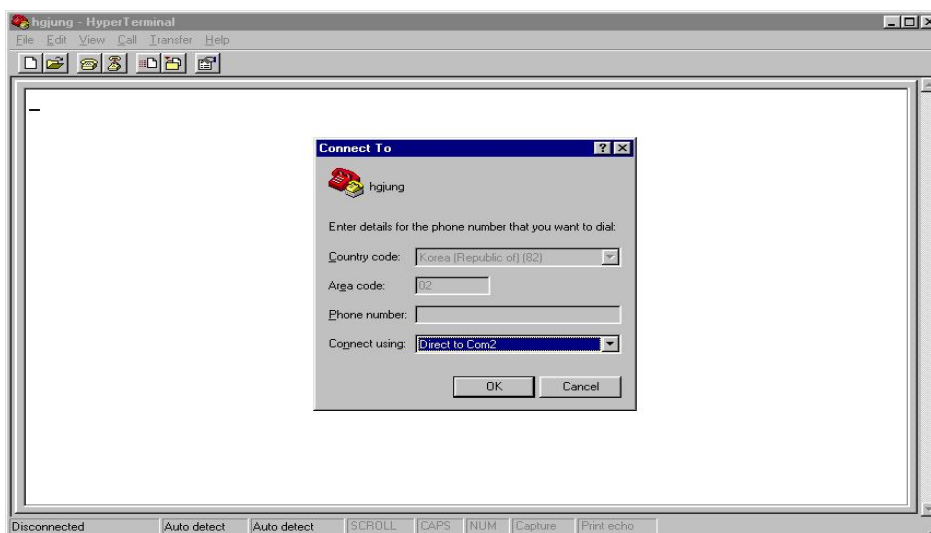 hgjung - HyperTerminal
File Edit View Call Transfer Help
Connect To
hgjung
Enter details for the phone number that you want to dial:
Country code: Korea (Republic of) (82)
Area code: 02
Phone number:
Connect using: Direct to Com2
OK Cancel
Disconnected Auto detect Auto detect SCROLL CAPS NUM Capture Print echo